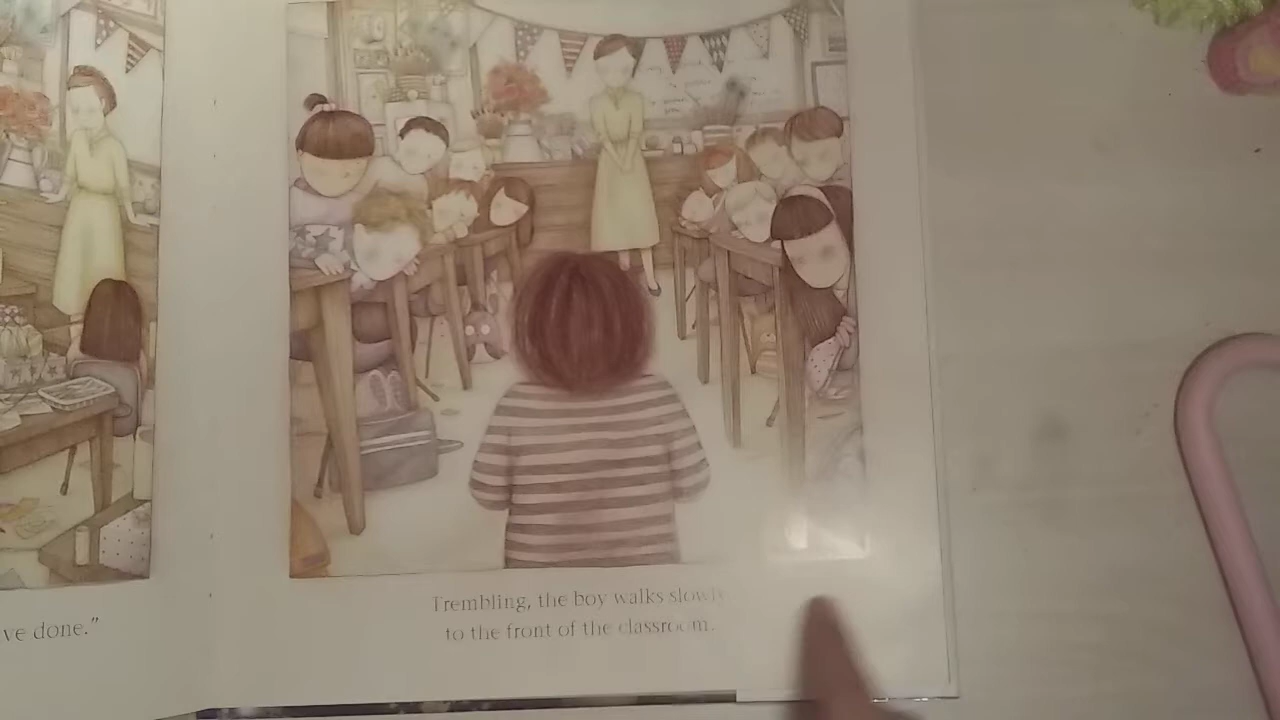 ve done.”
Trembling, the boy walks slowly
to the front of the classroom.